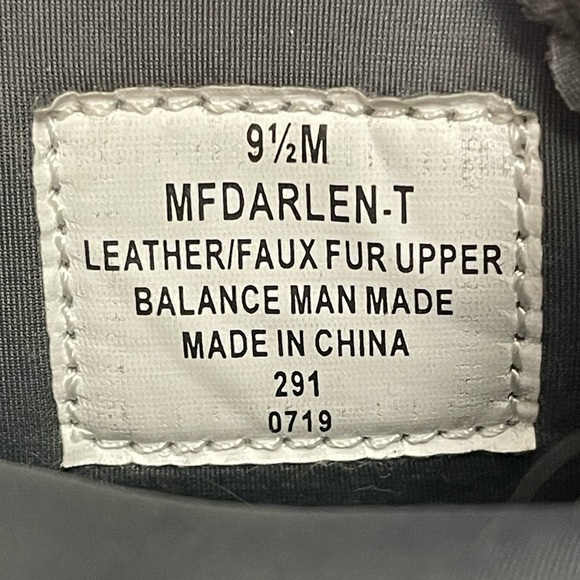 9½M
MFDARLEN-T
LEATHER/FAUX FUR UPPER
BALANCE MAN MADE
MADE IN CHINA
291
0719